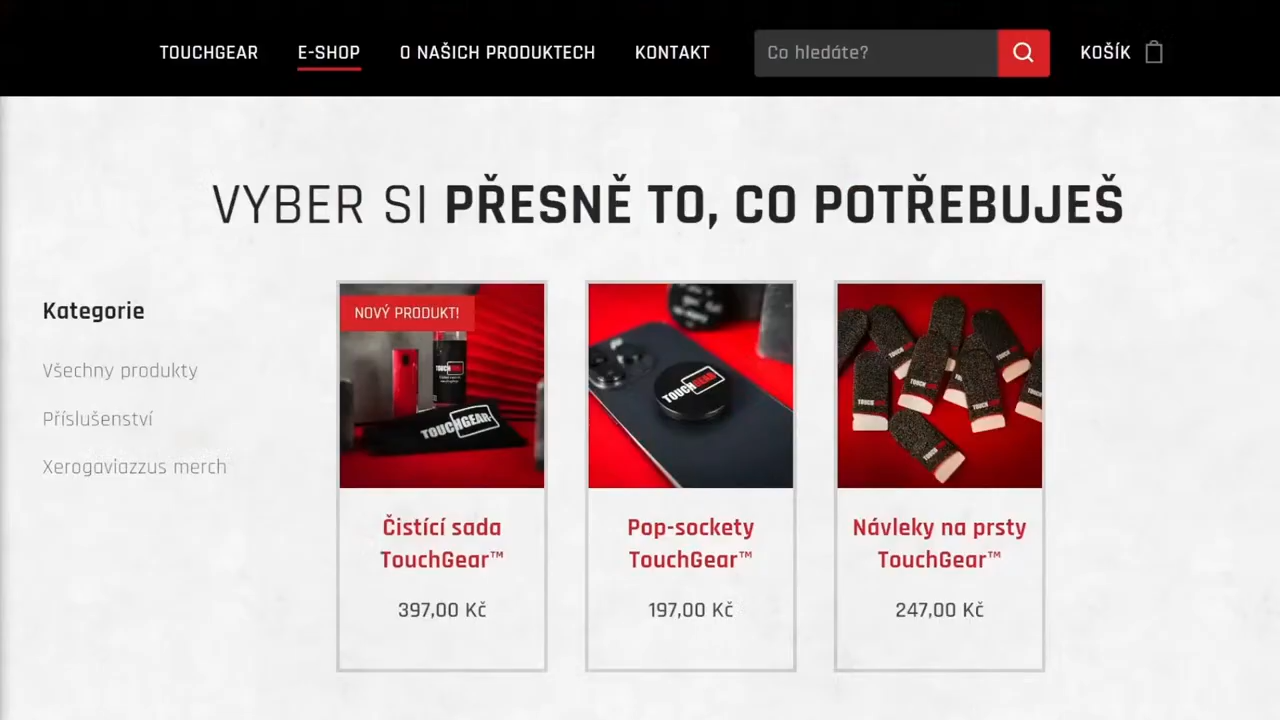 TOUCHGEAR E-SHOP O NAŠICH PRODUKTECH KONTAKT Co hledáte? KOŠÍK
VYBER SI PŘESNĚ TO, CO POTŘEBUJEŠ
Kategorie
Všechny produkty
Příslušenství
Xerogaviazzus merch
NOVÝ PRODUKT!
TOUCHGEAR
TOUCHGEAR
Čistící sada
TouchGear™
397,00 Kč
Pop-sockety
TouchGear™
197,00 Kč
Návleky na prsty
TouchGear™
247,00 Kč